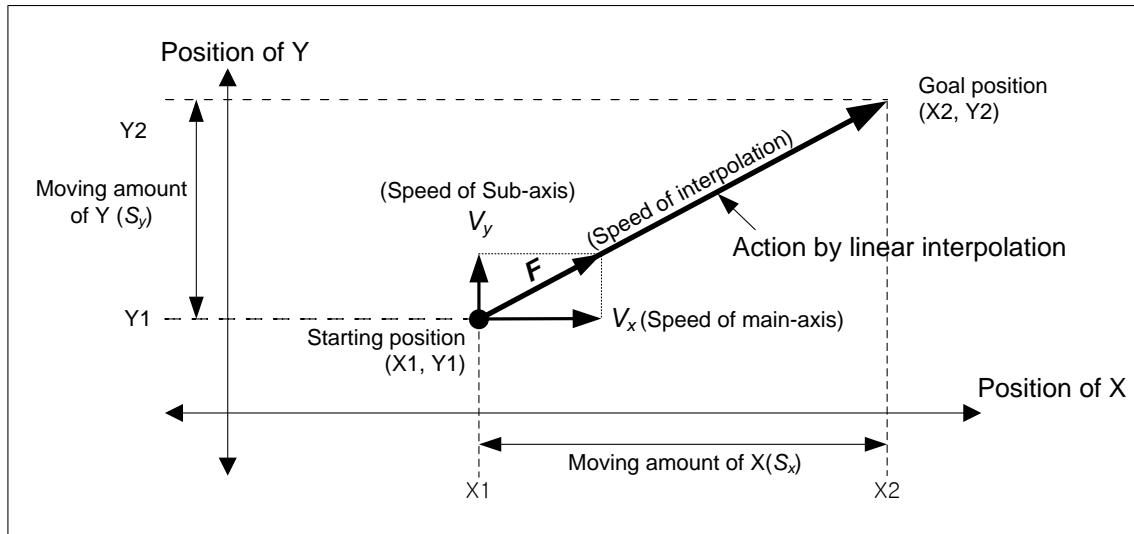 Position of Y
Goal position
(X2, Y2)
Y2
(Speed of interpolation)
Moving amount
of Y (Sy)
(Speed of Sub-axis)
Vy
Action by linear interpolation
F
Y1
Vx (Speed of main-axis)
Starting position
(X1, Y1)
Position of X
Moving amount of X(Sx)
X1
X2